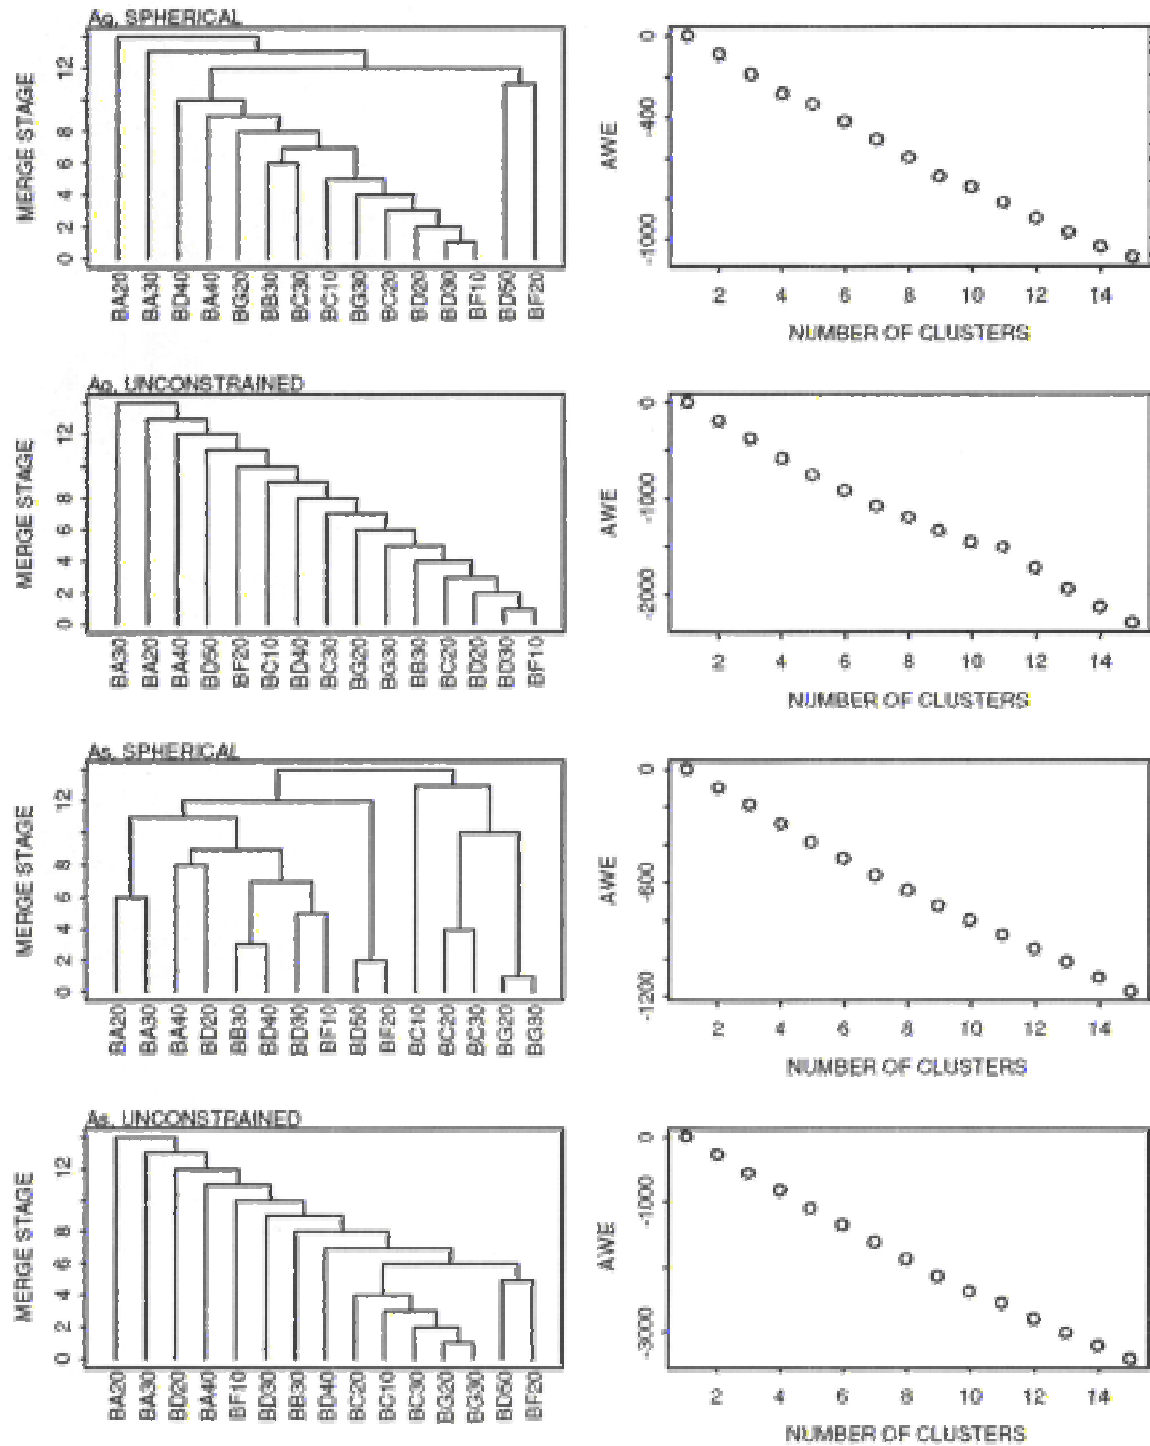 Aq, SPHERICAL
MERGE STAGE
0 2 4 6 8 12
BA20 BA30 BD40 BA40 BG20 BB30 BC30 BC10 BG30 BC20 BD20 BD30 BF10 BD50 BF20
AWE
0 -400 -1000
2 4 6 8 10 12 14
NUMBER OF CLUSTERS
Aq, UNCONSTRAINED
MERGE STAGE
0 2 4 6 8 12
BA30 BA20 BA40 BD50 BF20 BC10 BD40 BC30 BG20 BG30 BB30 BC20 BD20 BD30 BF10
AWE
0 -1000 -2000
2 4 6 8 10 12 14
NUMBER OF CLUSTERS
As, SPHERICAL
MERGE STAGE
0 2 4 6 8 12
BA20 BA30 BA40 BD20 BB30 BD40 BD30 BF10 BD50 BF20 BC10 BC20 BC30 BG20 BG30
AWE
0 -600 -1200
2 4 6 8 10 12 14
NUMBER OF CLUSTERS
As, UNCONSTRAINED
MERGE STAGE
0 2 4 6 8 12
BA20 BA30 BD20 BA40 BF10 BD30 BB30 BD40 BC20 BC10 BC30 BG20 BG30 BD50 BF20
AWE
0 -1000 -3000
2 4 6 8 10 12 14
NUMBER OF CLUSTERS